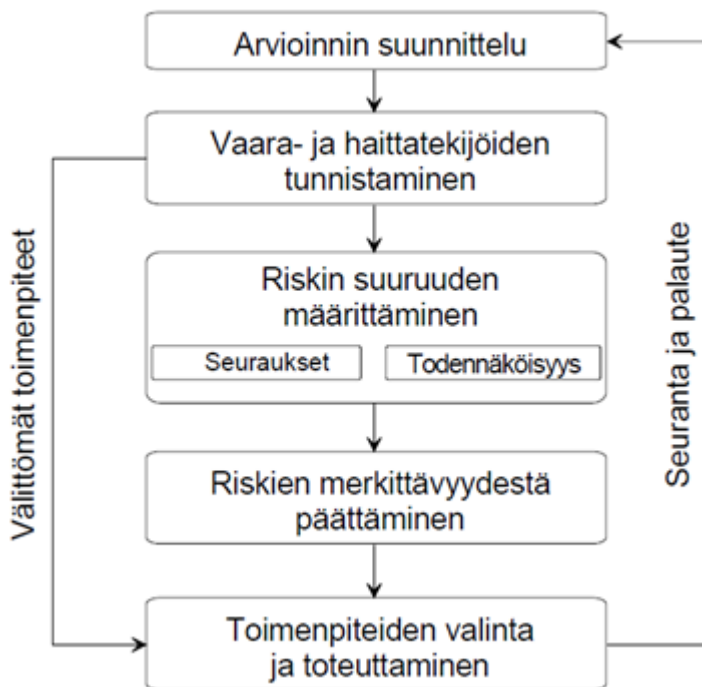 Arvioinnin suunnittelu
Vaara- ja haittatekijöiden
tunnistaminen
Riskin suuruuden
määrittäminen
Seuraukset
Todennäköisyys
Riskien merkittävyydestä
päättäminen
Toimenpiteiden valinta
ja toteuttaminen
Välittömät toimenpiteet
Seuranta ja palaute